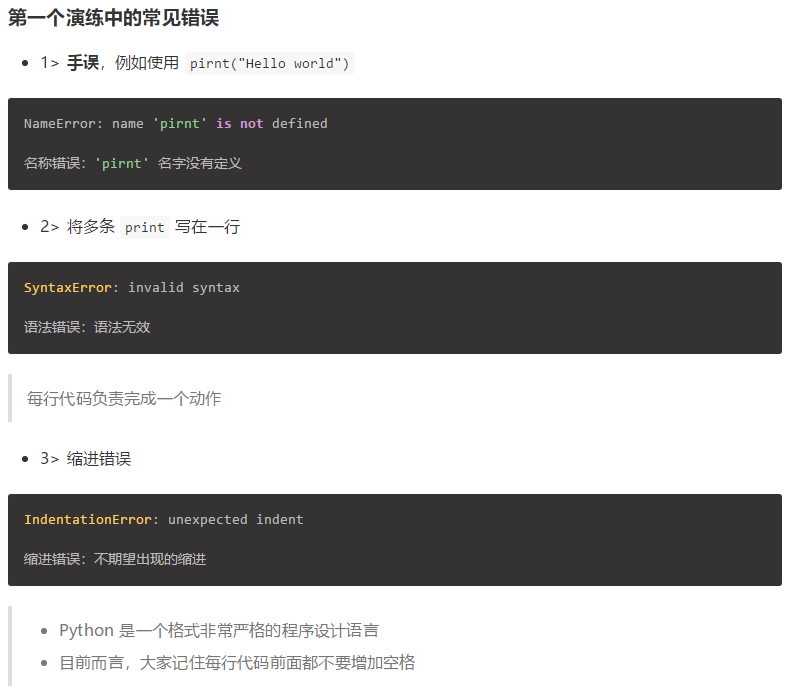 第一个演练中的常见错误
• 1> 手误，例如使用 pirnt("Hello world")
NameError: name 'pirnt' is not defined
名称错误：'pirnt' 名字没有定义
• 2> 将多条 print 写在一行
SyntaxError: invalid syntax
语法错误：语法无效
每行代码负责完成一个动作
• 3> 缩进错误
IndentationError: unexpected indent
缩进错误：不期望出现的缩进
• Python 是一个格式非常严格的程序设计语言
• 目前而言，大家记住每行代码前面都不要增加空格